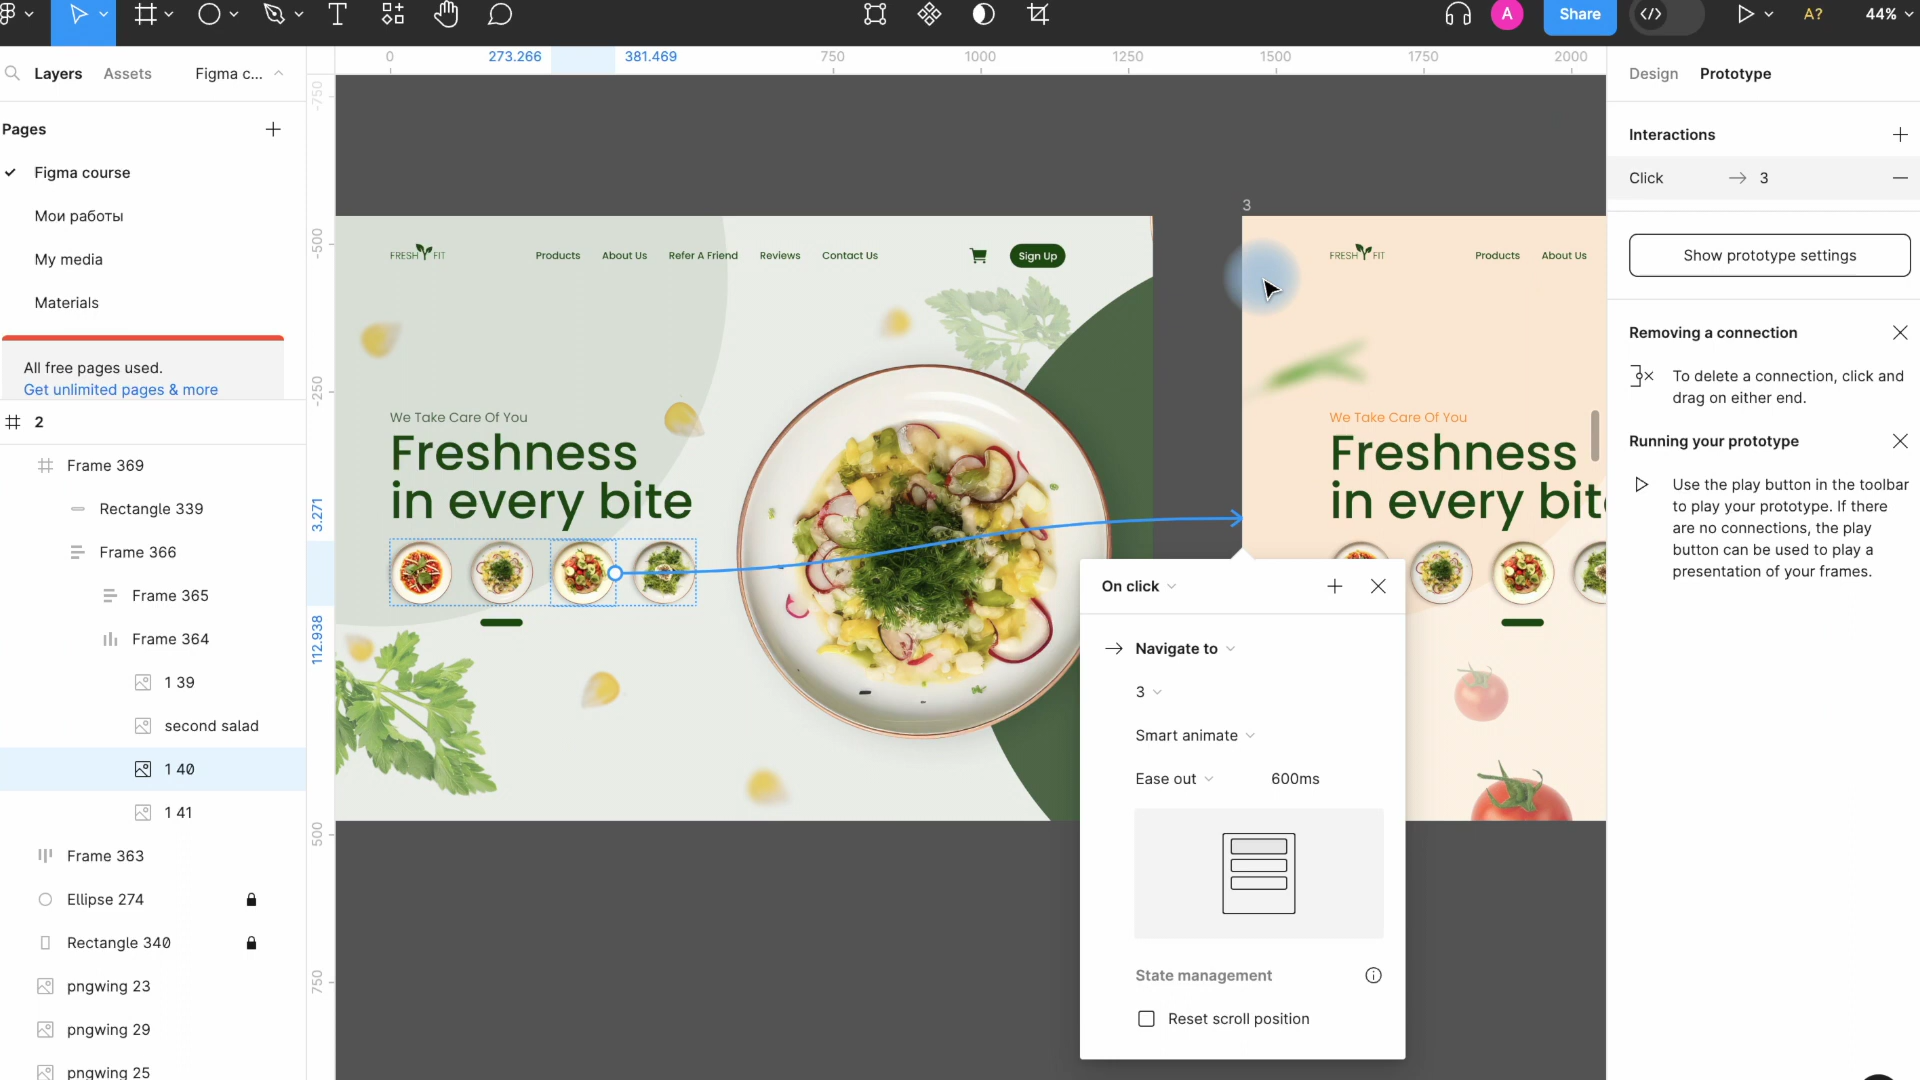 A
Share
A?
44%
Layers
Assets
Figma c...
Pages
Figma course
Мои работы
My media
Materials
All free pages used.
Get unlimited pages & more
2
Frame 369
Rectangle 339
Frame 366
Frame 365
Frame 364
1 39
second salad
1 40
1 41
Frame 363
Ellipse 274
Rectangle 340
pngwing 23
pngwing 29
pngwing 25
0
273.266
381.469
750
1000
1250
1500
1750
2000
-750
-500
-250
3.271
112.938
500
750
FRESH FIT
Products
About Us
Refer A Friend
Reviews
Contact Us
Sign Up
We Take Care Of You
Freshness
in every bite
3
FRESH FIT
Products
About Us
We Take Care Of You
Freshness
in every bite
On click
Navigate to
3
Smart animate
Ease out
600ms
State management
Reset scroll position
Design
Prototype
Interactions
Click
3
Show prototype settings
Removing a connection
To delete a connection, click and
drag on either end.
Running your prototype
Use the play button in the toolbar
to play your prototype. If there
are no connections, the play
button can be used to play a
presentation of your frames.